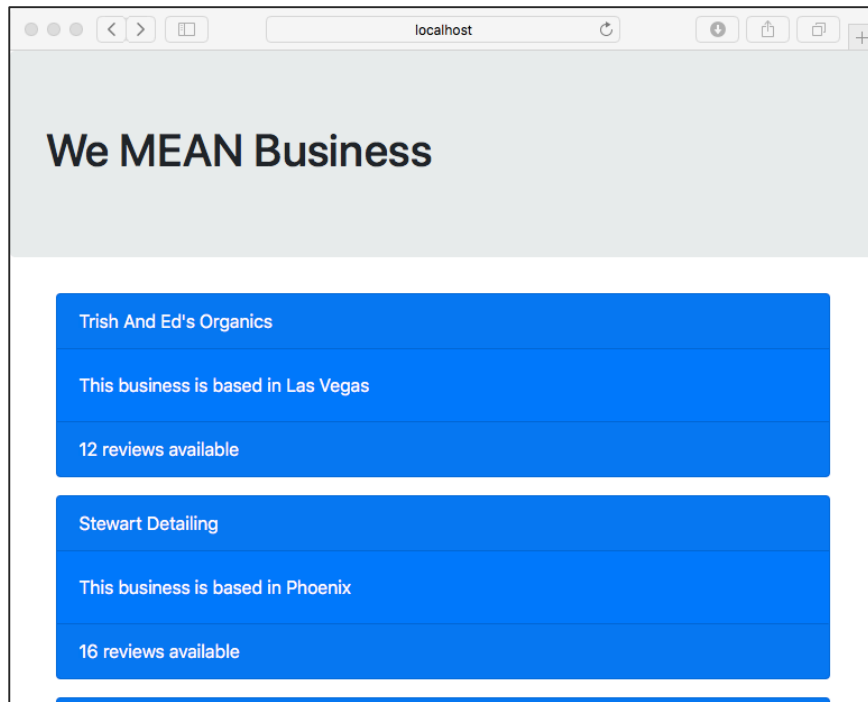 localhost
We MEAN Business
Trish And Ed's Organics
This business is based in Las Vegas
12 reviews available
Stewart Detailing
This business is based in Phoenix
16 reviews available